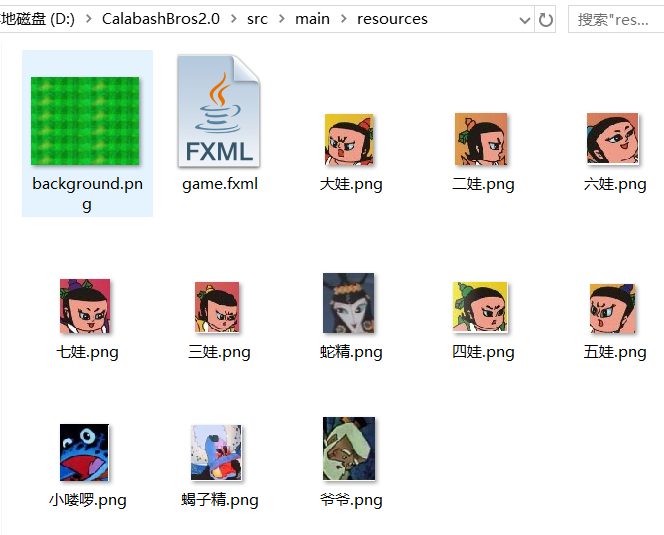 地磁盘 (D:) > CalabashBros2.0 > src > main > resources
搜索"res...
FXML
background.pn
g
game.fxml
大娃.png
二娃.png
六娃.png
七娃.png
三娃.png
蛇精.png
四娃.png
五娃.png
小喽啰.png
蝎子精.png
爷爷.png